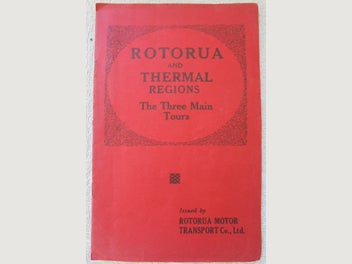 ROTORUA
AND
THERMAL
REGIONS
The Three Main
Tours
Issued by
ROTORUA MOTOR
TRANSPORT Co., Ltd.